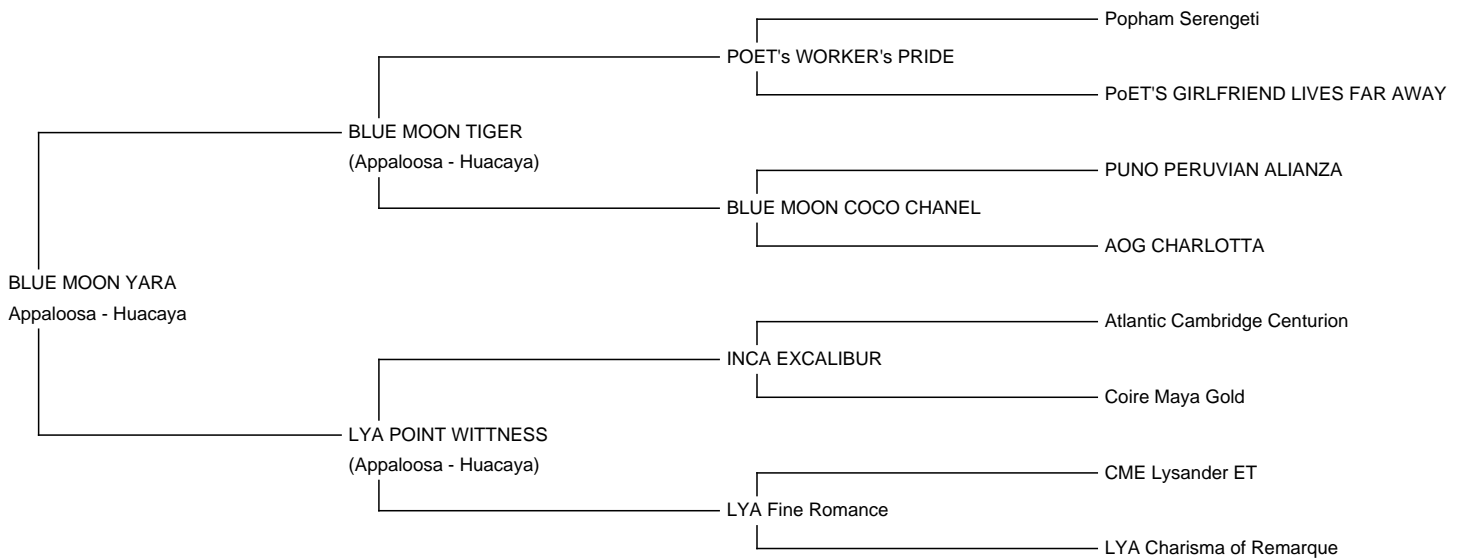 Popham Serengeti
POET's WORKER's PRIDE
PoET'S GIRLFRIEND LIVES FAR AWAY
BLUE MOON TIGER
(Appaloosa - Huacaya)
PUNO PERUVIAN ALIANZA
BLUE MOON COCO CHANEL
AOG CHARLOTTA
BLUE MOON YARA
Appaloosa - Huacaya
Atlantic Cambridge Centurion
INCA EXCALIBUR
Coire Maya Gold
LYA POINT WITTNESS
(Appaloosa - Huacaya)
CME Lysander ET
LYA Fine Romance
LYA Charisma of Remarque